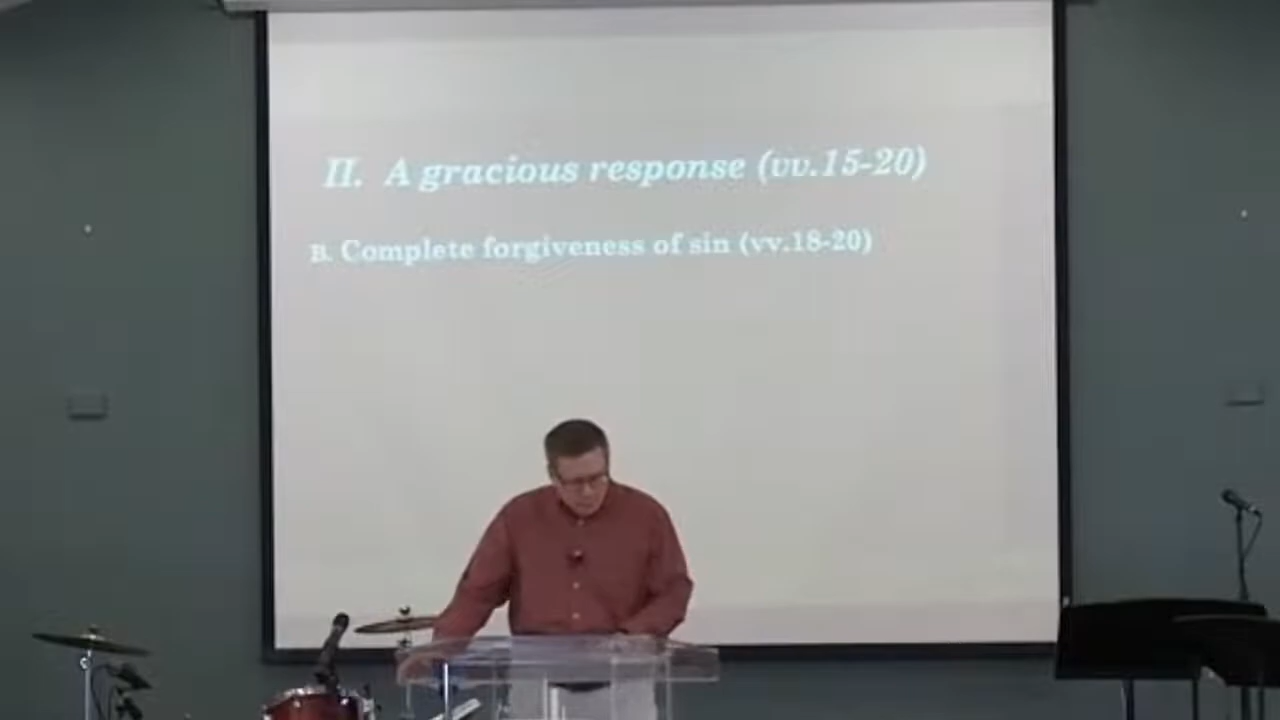 II. A gracious response (vv.15-20)
B. Complete forgiveness of sin (vv.18-20)